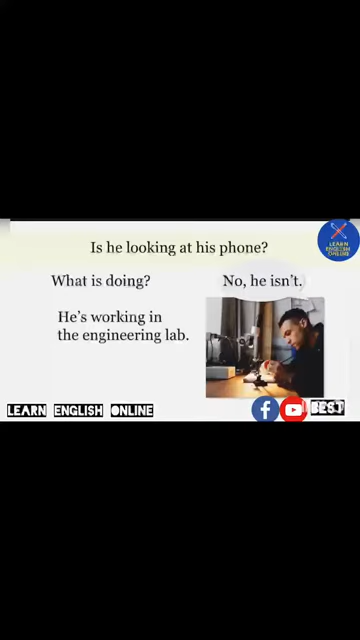 Is he looking at his phone?
What is doing?
No, he isn't.
He's working in
the engineering lab.
LEARN
ENGLISH
ONLINE
LEARN ENGLISH ONLINE
BEST